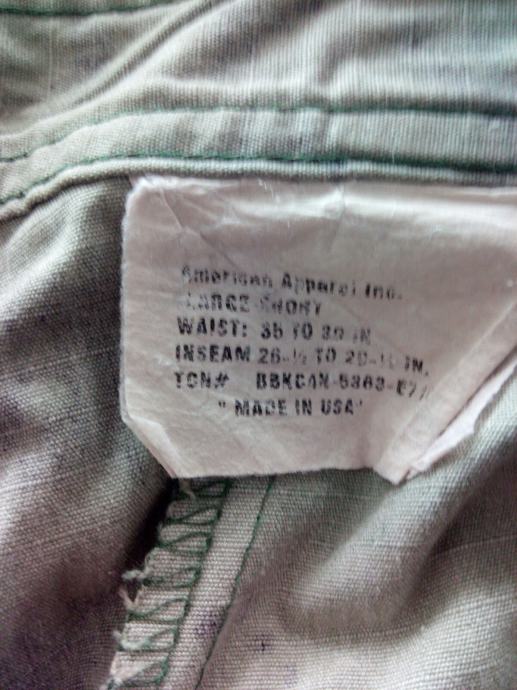 American Apparel Inc.
LARGE-SHORT
WAIST: 35 TO 39 IN
INSEAM 26-½ TO 29-½ IN.
TCN#
" MADE IN USA"